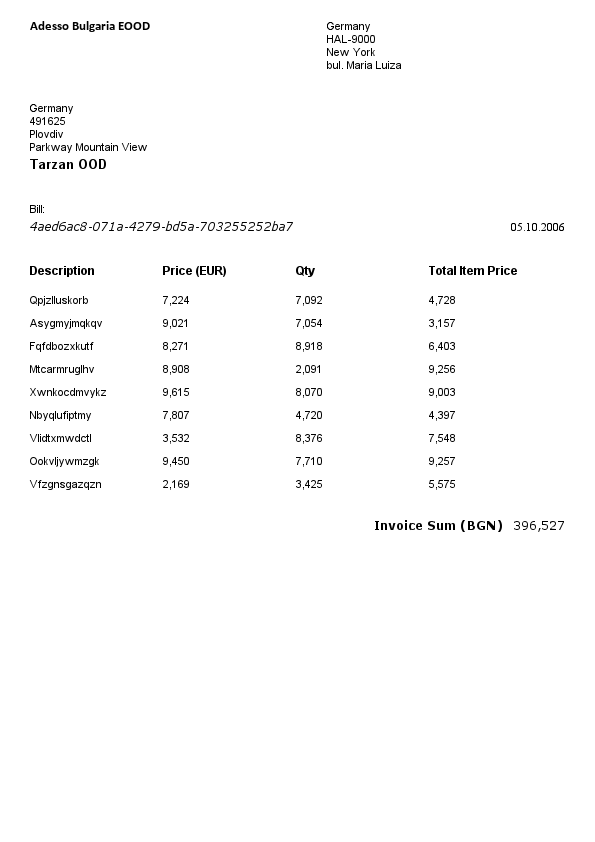 Adesso Bulgaria EOOD
Germany
HAL-9000
New York
bul. Maria Luiza
Germany
491625
Plovdiv
Parkway Mountain View
Tarzan OOD
Bill:
4aed6ac8-071a-4279-bd5a-703255252ba7 05.10.2006
Description Price (EUR) Qty Total Item Price
Qpjzlluskorb 7,224 7,092 4,728
Asygmyjmqkqv 9,021 7,054 3,157
Fqfdbozxkutf 8,271 8,918 6,403
Mtcarmruglhv 8,908 2,091 9,256
Xwnkocdmvykz 9,615 8,070 9,003
Nbyqlufiptmy 7,807 4,720 4,397
Vlidtxmwdctl 3,532 8,376 7,548
Ookvljywmzgk 9,450 7,710 9,257
Vfzgnsgazqzn 2,169 3,425 5,575
Invoice Sum (BGN) 396,527